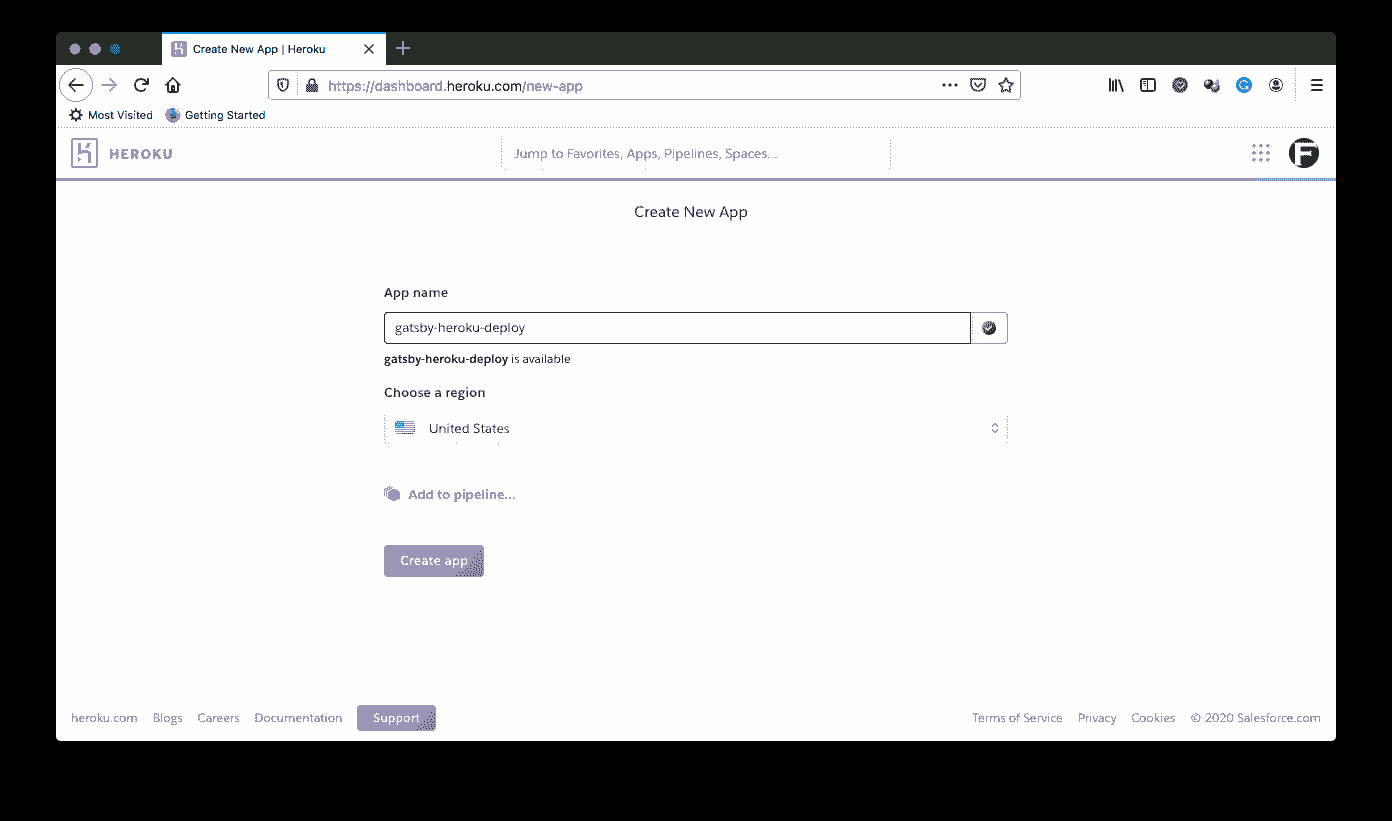 Create New App | Heroku
https://dashboard.heroku.com/new-app
Most Visited Getting Started
HEROKU Jump to Favorites, Apps, Pipelines, Spaces...
Create New App
App name
gatsby-heroku-deploy
gatsby-heroku-deploy is available
Choose a region
United States
Add to pipeline...
Create app
heroku.com Blogs Careers Documentation Support Terms of Service Privacy Cookies © 2020 Salesforce.com